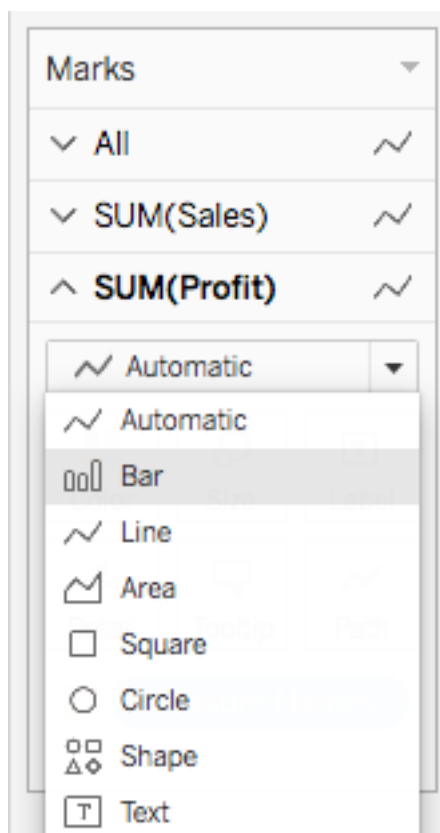 Marks
All
SUM(Sales)
SUM(Profit)
Automatic
Automatic
Bar
Line
Area
Square
Circle
Shape
T Text